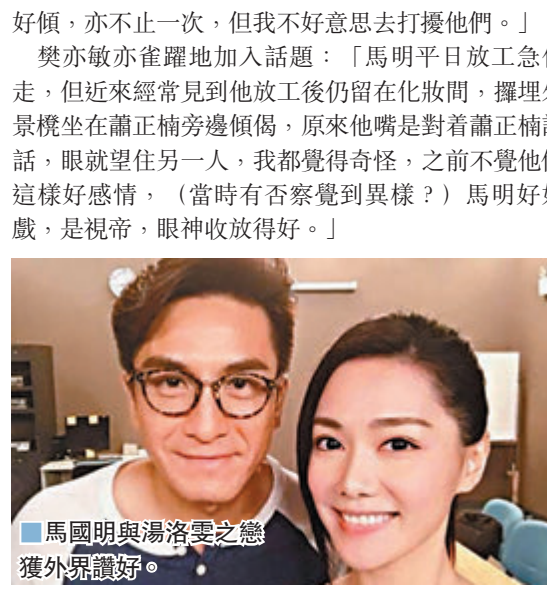 好傾，亦不止一次，但我不好意思去打擾他們。」
樊亦敏亦雀躍地加入話題：「馬明平日放工急
走，但近來經常見到他放工後仍留在化妝間，攞埋
景櫈坐在蕭正楠旁邊傾偈，原來他嘴是對着蕭正楠
話，眼就望住另一人，我都覺得奇怪，之前不覺他
這樣好感情，（當時有否察覺到異樣？）馬明好
戲，是視帝，眼神收放得好。」
馬國明與湯洛雯之戀
獲外界讚好。